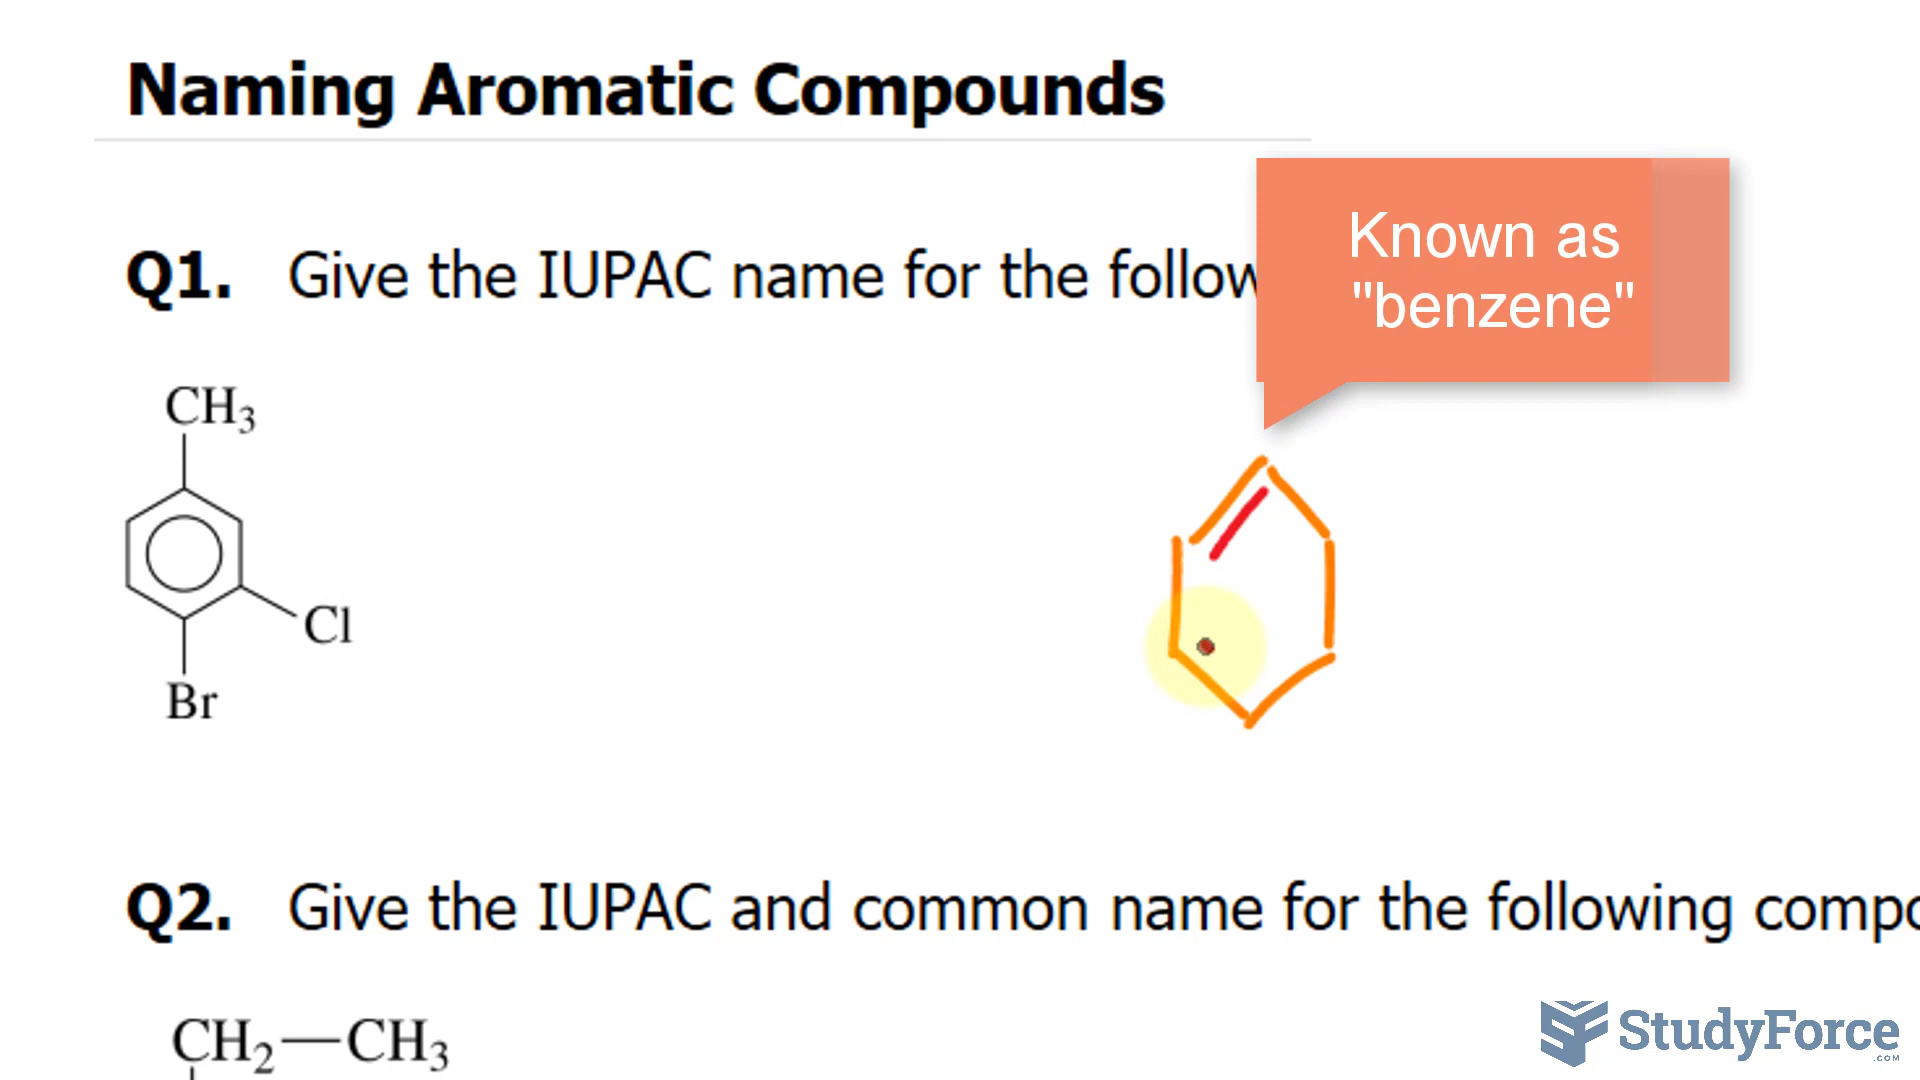 Naming Aromatic Compounds
Known as
"benzene"
Q1. Give the IUPAC name for the follow
CH3
Cl
Br
Q2. Give the IUPAC and common name for the following compo
CH2—CH3
StudyForce
.COM